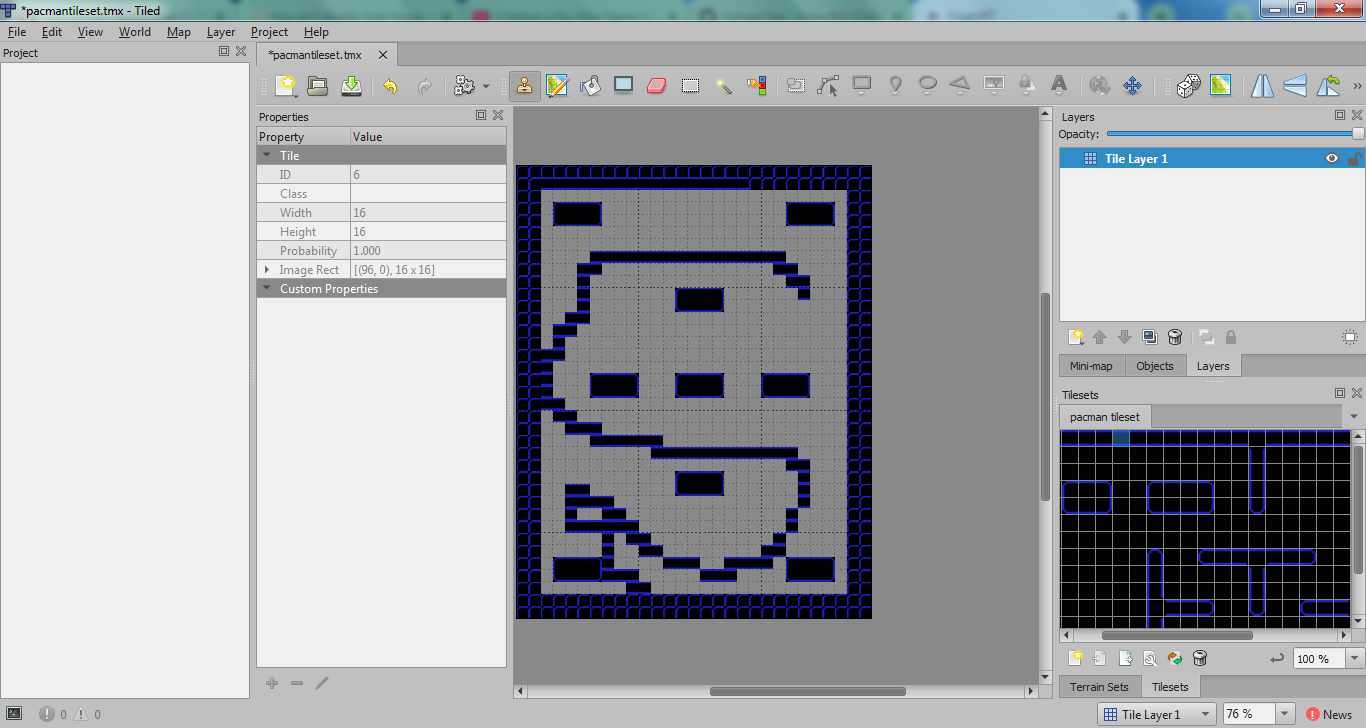 *pacmantileset.tmx - Tiled
File Edit View World Map Layer Project Help
Project
*pacmantileset.tmx
Properties
Property Value
Tile
ID 6
Class
Width 16
Height 16
Probability 1.000
Image Rect [(96, 0), 16 x 16]
Custom Properties
Layers
Opacity:
Tile Layer 1
Mini-map Objects Layers
Tilesets
pacman tileset
100 %
Terrain Sets Tilesets
0 0
Tile Layer 1 76 % News